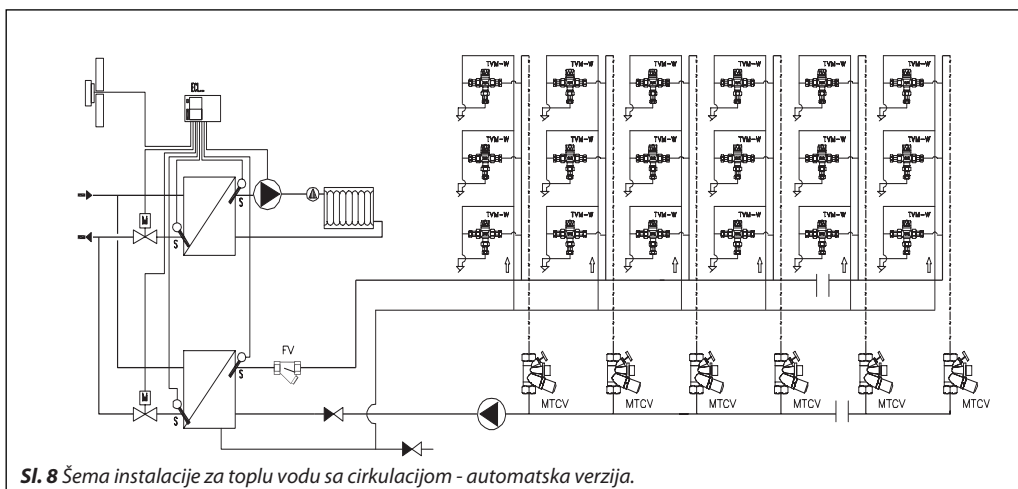 ECL...
TVM-W TVM-W TVM-W TVM-W TVM-W TVM-W
TVM-W TVM-W TVM-W TVM-W TVM-W TVM-W
M S S
TVM-W TVM-W TVM-W TVM-W TVM-W TVM-W
FV
M S S
MTCV MTCV MTCV MTCV MTCV MTCV
Sl. 8 Šema instalacije za toplu vodu sa cirkulacijom - automatska verzija.